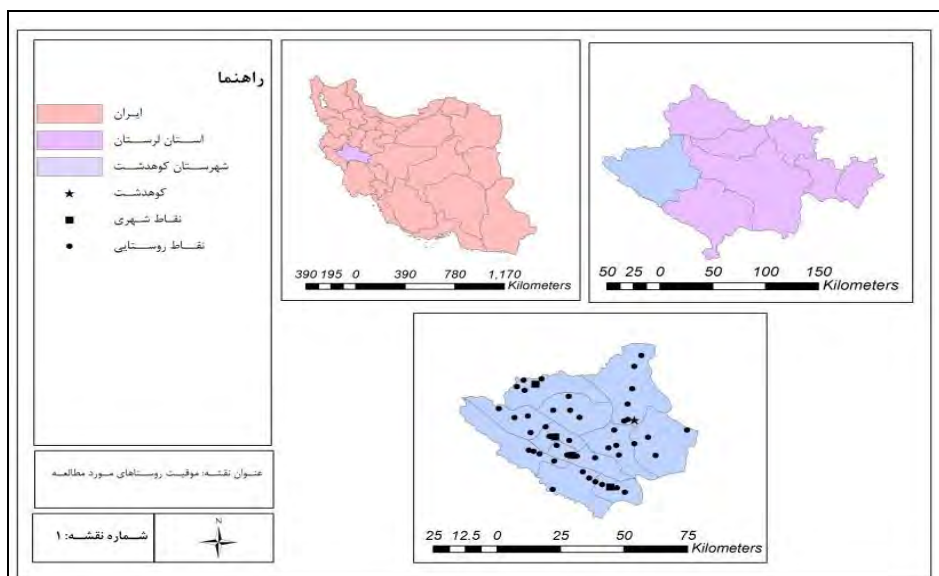 راهنما
ایران
استان لرستان
شهرستان کوهدشت
کوهدشت
نقاط شهری
نقاط روستایی
390 195 0 390 780 1,170
Kilometers
50 25 0 50 100 150
Kilometers
25 12.5 0 25 50 75
Kilometers
عنوان نقشه: موقیت روستاهای مورد مطالعه
شماره نقشه: ۱
N